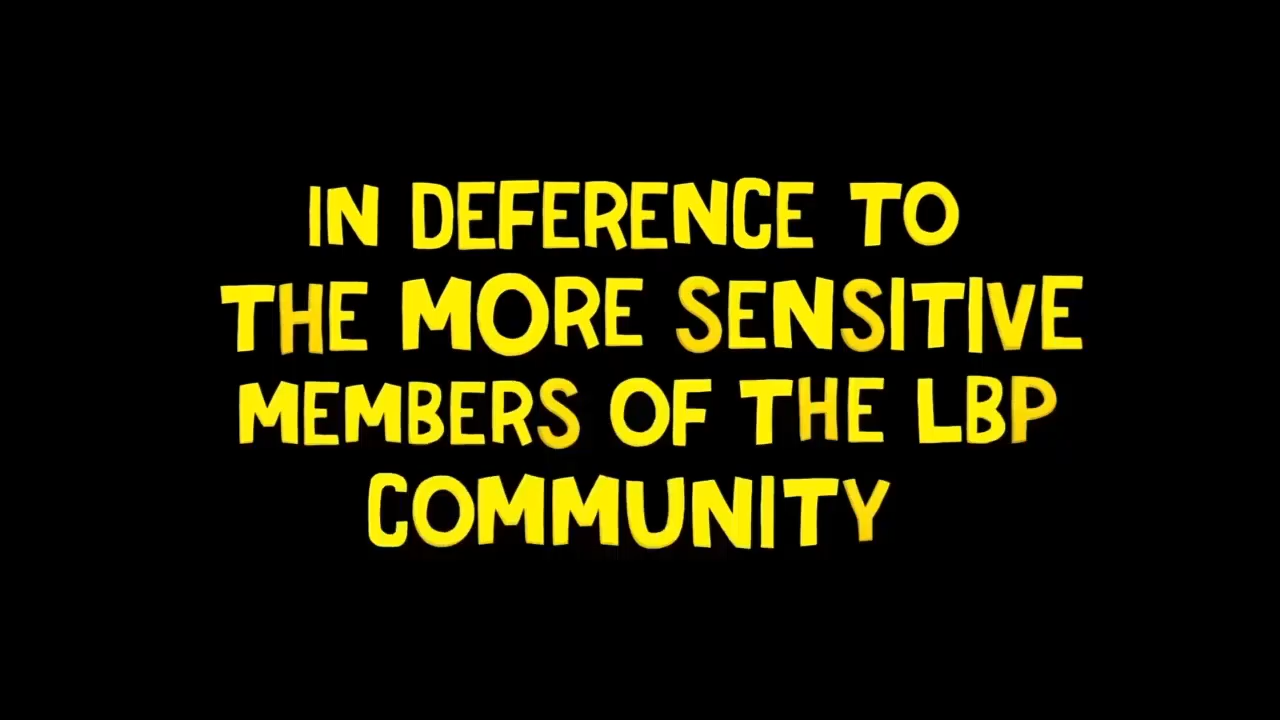 IN DEFERENCE TO
THE MORE SENSITIVE
MEMBERS OF THE LBP
COMMUNITY